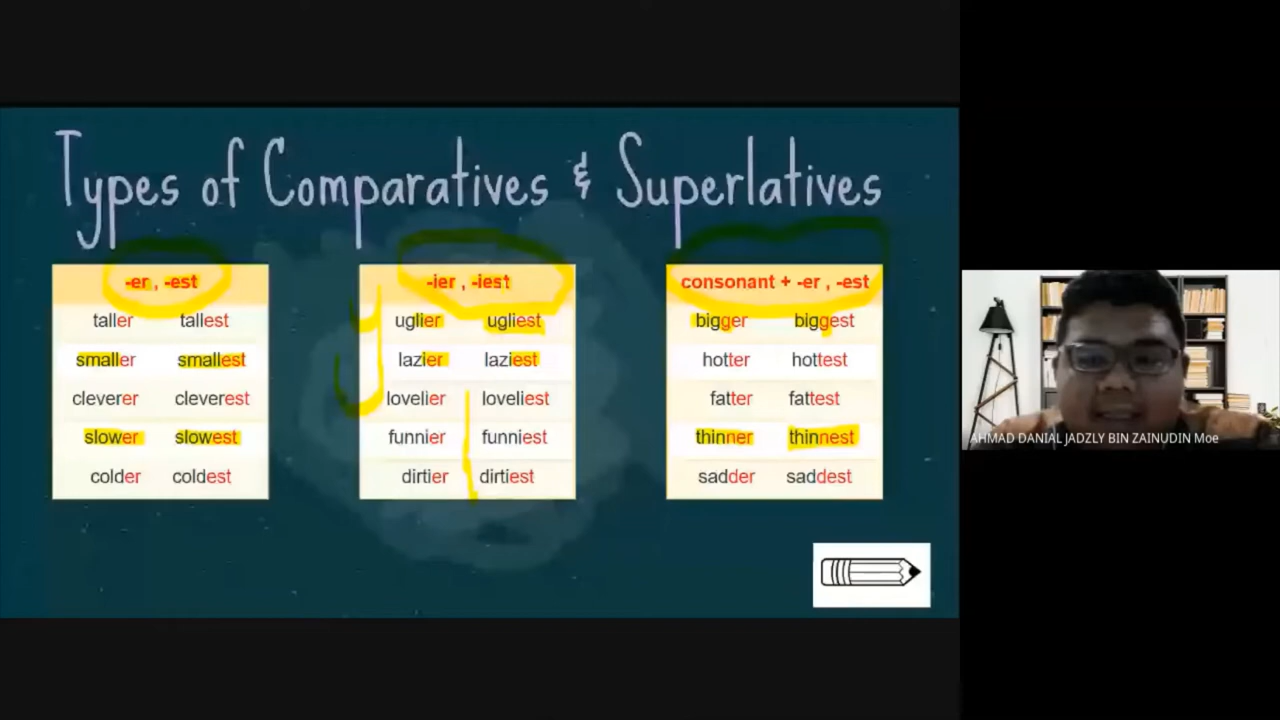 Types of Comparatives & Superlatives
-er , -est
taller tallest
smaller smallest
cleverer cleverest
slower slowest
colder coldest
-ier , -iest
y
uglier ugliest
lazier laziest
lovelier loveliest
funnier funniest
dirtier dirtiest
consonant + -er , -est
bigger biggest
hotter hottest
fatter fattest
thinner thinnest
sadder saddest
AHMAD DANIAL JADZLY BIN ZAINUDIN Moe